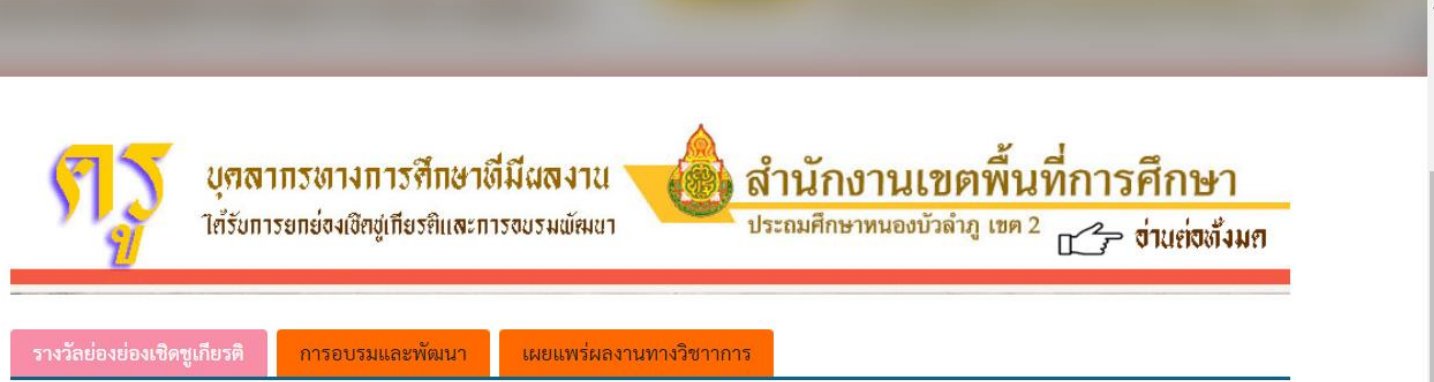 ครู
บุคลากรทางการศึกษาที่มีผลงาน
ได้รับการยกย่องเชิดชูเกียรติและการอบรมพัฒนา
สำนักงานเขตพื้นที่การศึกษา
ประถมศึกษาหนองบัวลำภู เขต 2
อ่านต่อทั้งมด
รางวัลย่องย่องเชิดชูเกียรติ
การอบรมและพัฒนา
เผยแพร่ผลงานทางวิชาาการ